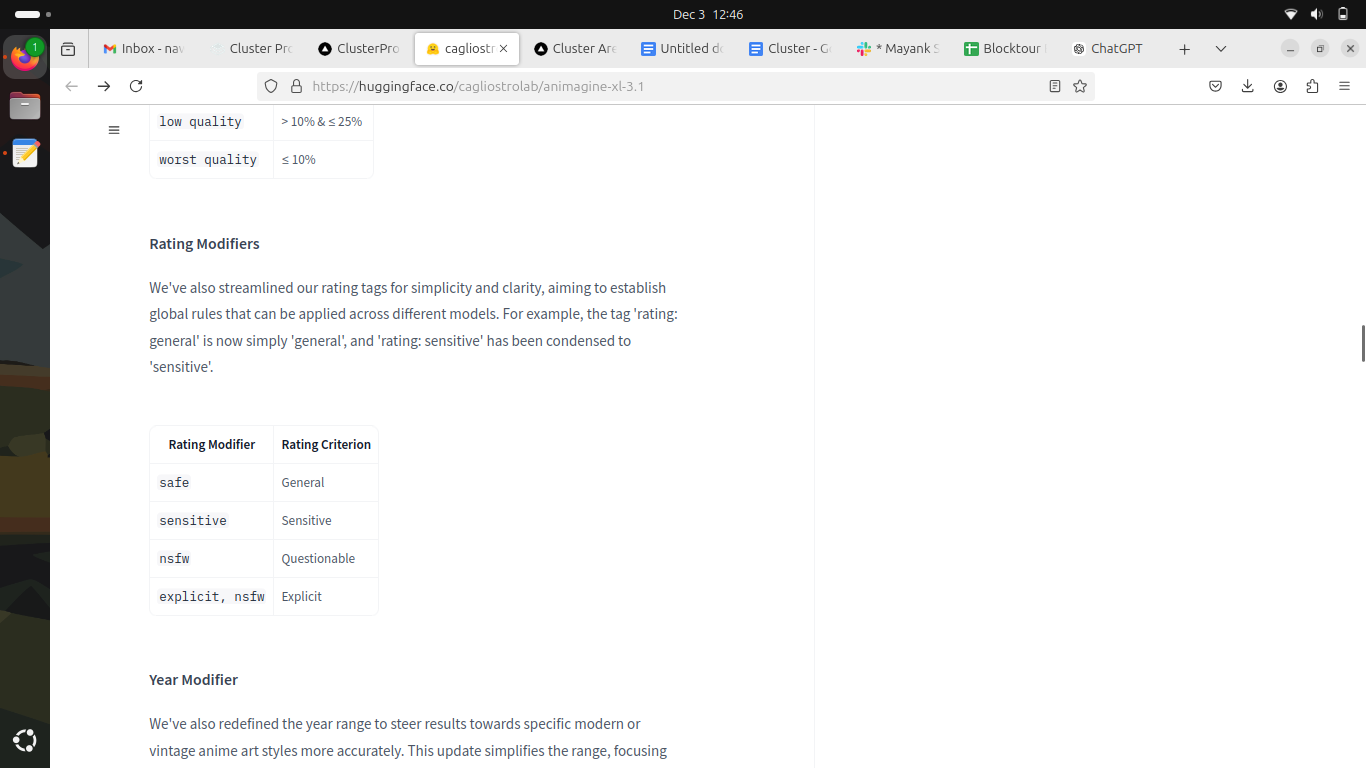 Dec 3 12:46
1
Inbox - nav
Cluster Pro
ClusterPro
cagliostr
Cluster Are
Untitled do
Cluster - Go
* Mayank S
Blocktour
ChatGPT
https://huggingface.co/cagliostrolab/animagine-xl-3.1
low quality > 10% & ≤ 25%
worst quality ≤ 10%
Rating Modifiers
We've also streamlined our rating tags for simplicity and clarity, aiming to establish
global rules that can be applied across different models. For example, the tag 'rating:
general' is now simply 'general', and 'rating: sensitive' has been condensed to
'sensitive'.
Rating Modifier Rating Criterion
safe General
sensitive Sensitive
nsfw Questionable
explicit, nsfw Explicit
Year Modifier
We've also redefined the year range to steer results towards specific modern or
vintage anime art styles more accurately. This update simplifies the range, focusing